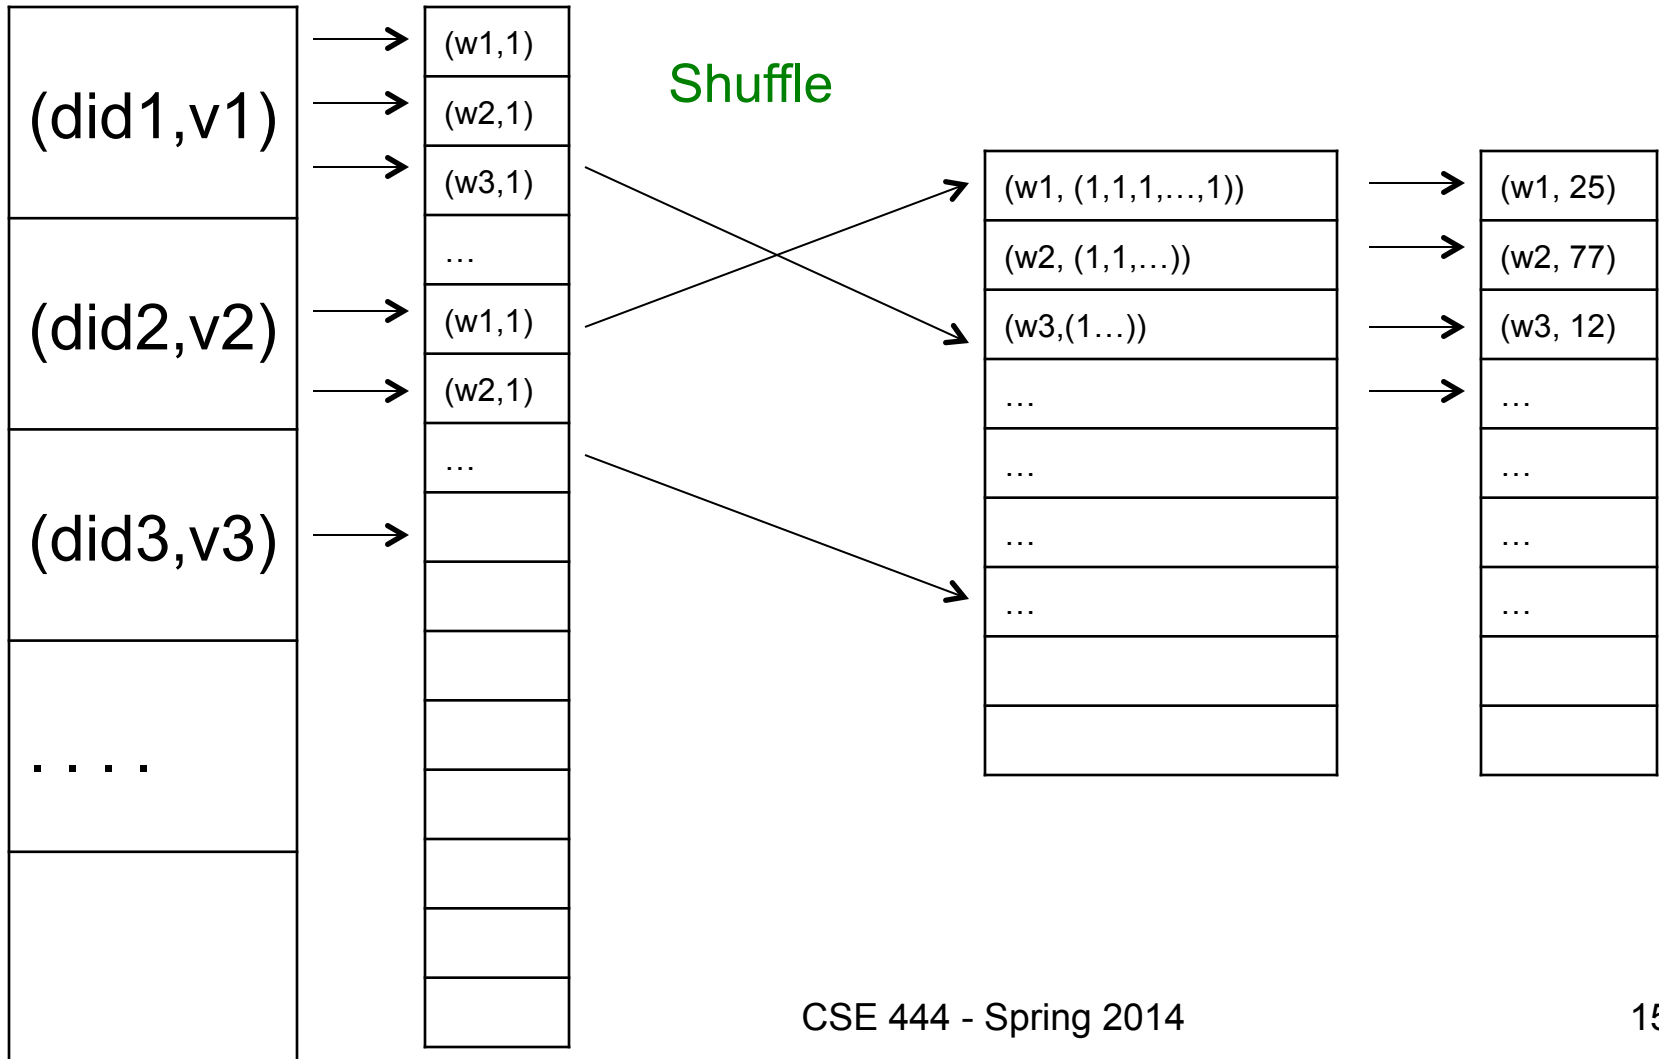 (did1,v1)
(did2,v2)
(did3,v3)
. . . .
(w1,1)
(w2,1)
(w3,1)
…
(w1,1)
(w2,1)
…
Shuffle
(w1, (1,1,1,…,1))
(w2, (1,1,…))
(w3,(1…))
…
…
…
…
(w1, 25)
(w2, 77)
(w3, 12)
…
…
…
…
CSE 444 - Spring 2014
15